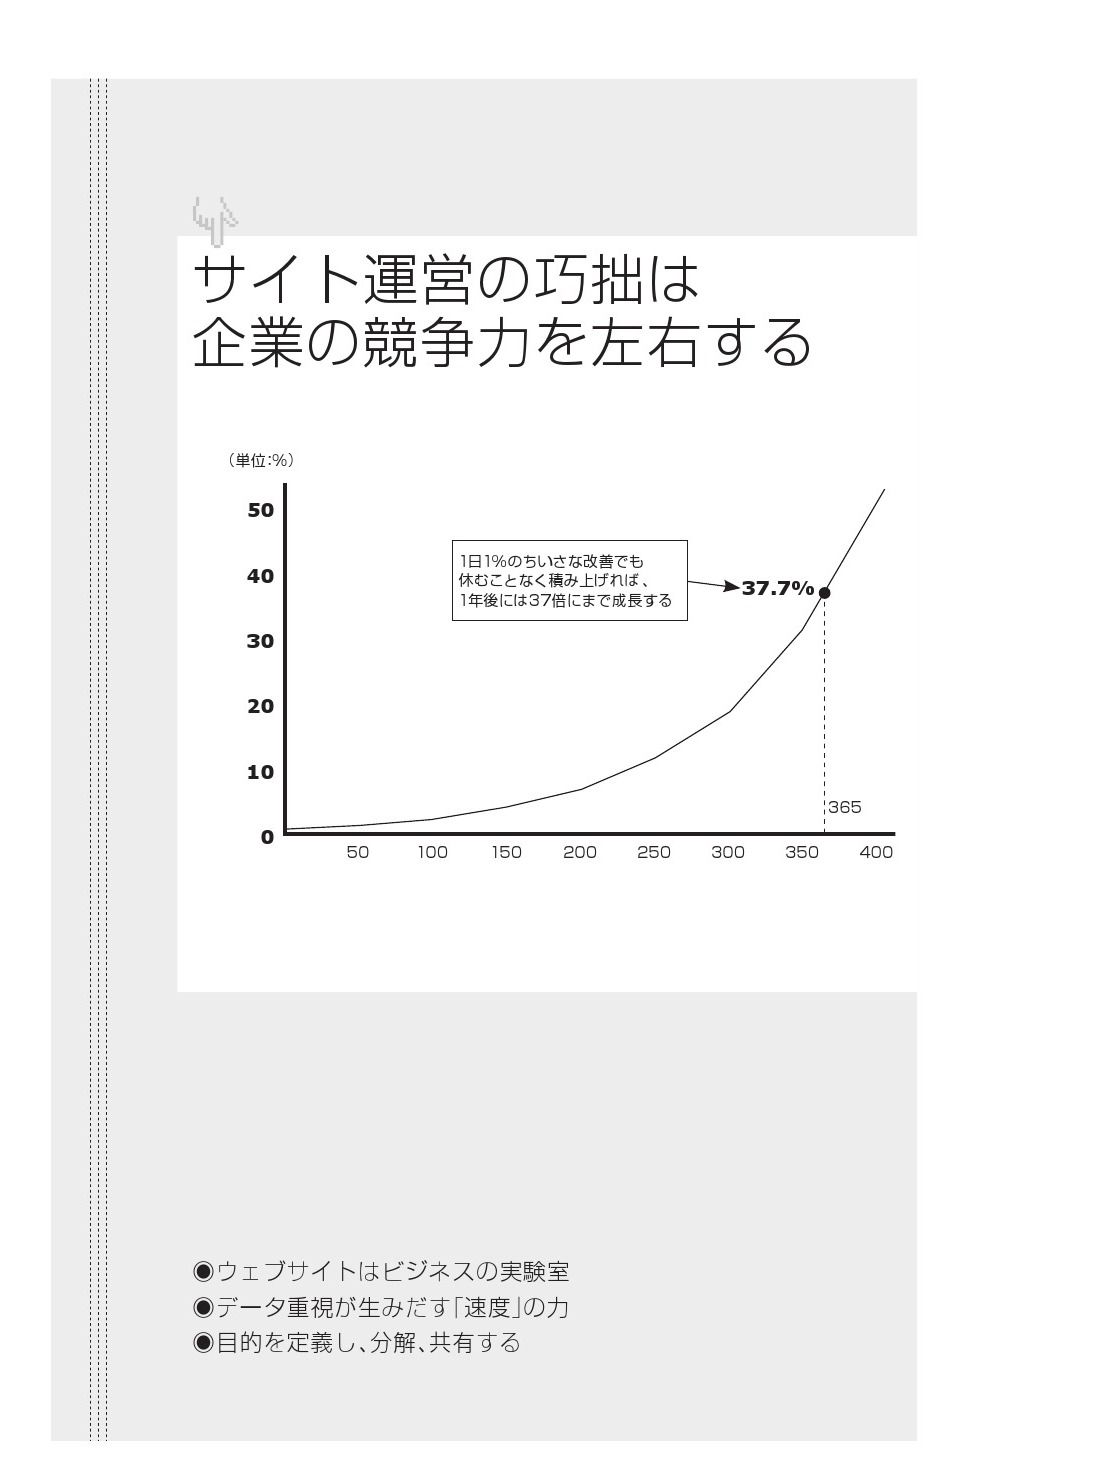 サイト運営の巧拙は
企業の競争力を左右する
（単位：%）
50
40
30
20
10
0
1日1%のちいさな改善でも
休むことなく積み上げれば、
1年後には37倍にまで成長する
37.7%
365
50 100 150 200 250 300 350 400
◉ウェブサイトはビジネスの実験室
◉データ重視が生みだす「速度」の力
◉目的を定義し、分解、共有する